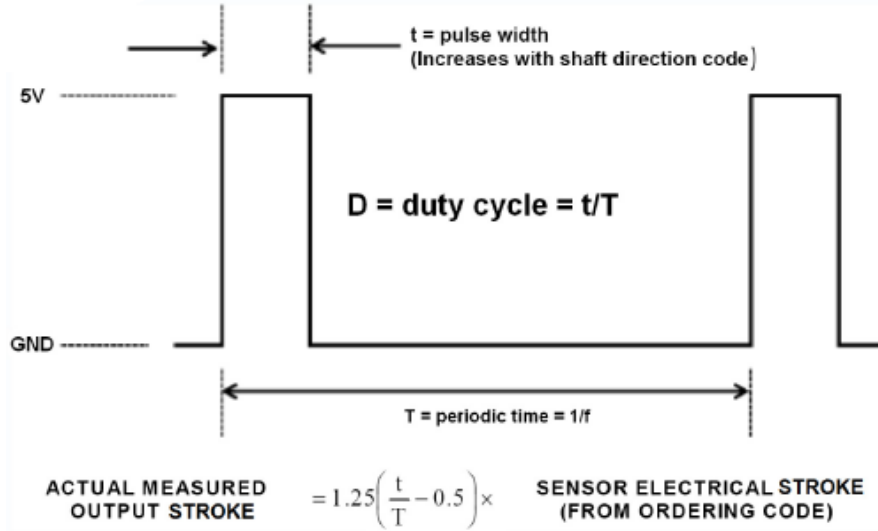 t = pulse width
(Increases with shaft direction code)
5V
D = duty cycle = t/T
GND
T = periodic time = 1/f
ACTUAL MEASURED
OUTPUT STROKE
= 1.25(t/T - 0.5) ×
SENSOR ELECTRICAL STROKE
(FROM ORDERING CODE)